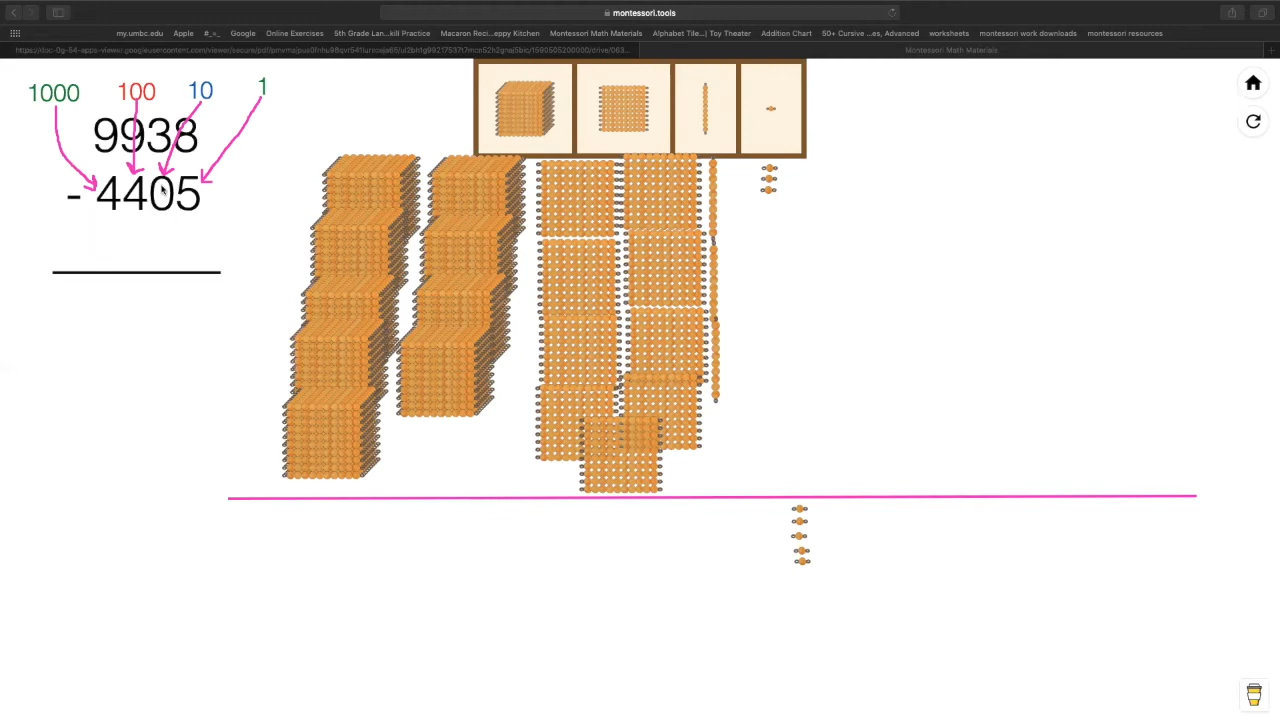 montessori.tools
my.umbc.edu Apple #_< Google Online Exercises 5th Grade Lan....kill Practice Macaron Reci...eppy Kitchen Montessori Math Materials Alphabet Tile...| Toy Theater Addition Chart 50+ Cursive ...es, Advanced worksheets montessori work downloads montessori resources
Montessori Math Materials
1000 100 10 1
9938
- 4405